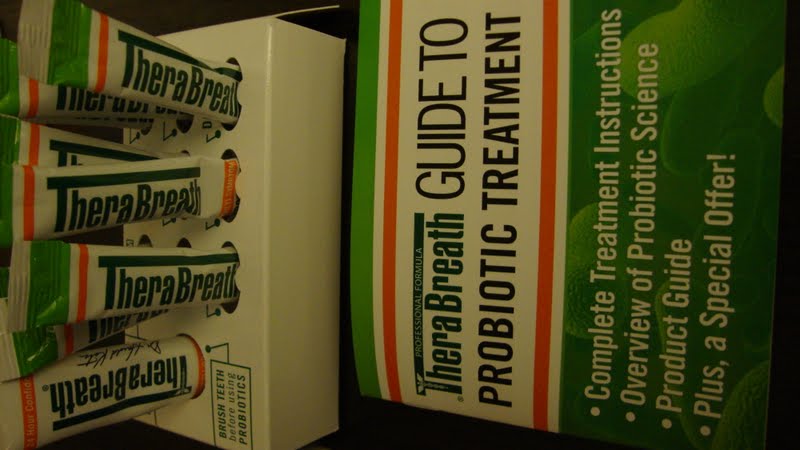 PROFESSIONAL FORMULA
TheraBreath® GUIDE TO
PROBIOTIC TREATMENT
• Complete Treatment Instructions
• Overview of Probiotic Science
• Product Guide
• Plus, a Special Offer!
TheraBreath
TheraBreath
TheraBreath
TheraBreath
TheraBreath®
BRUSH TEETH
before using
PROBIOTICS